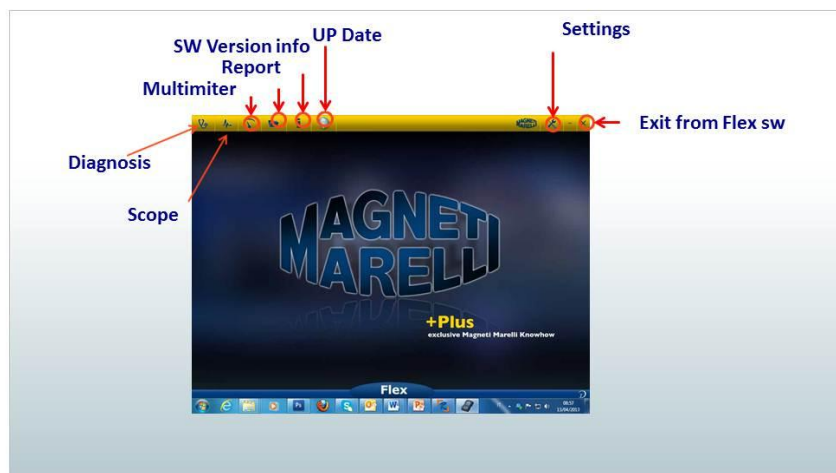 UP Date
Settings
SW Version info
Report
Multimiter
Exit from Flex sw
Diagnosis
Scope
MAGNETI
MARELLI
+Plus
exclusive Magneti Marelli Knowhow
Flex